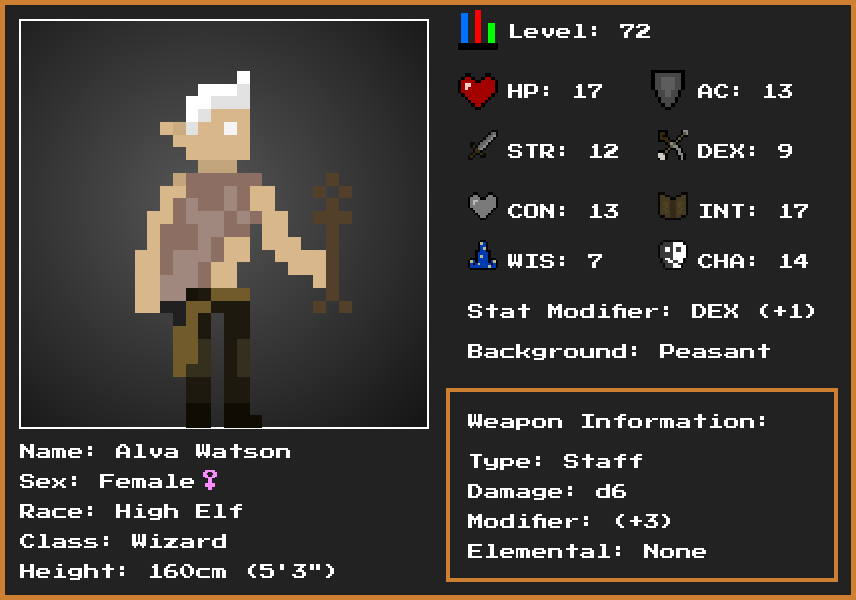 Level: 72
HP: 17 AC: 13
STR: 12 DEX: 9
CON: 13 INT: 17
WIS: 7 CHA: 14
Stat Modifier: DEX (+1)
Background: Peasant
Weapon Information:
Type: Staff
Damage: d6
Modifier: (+3)
Elemental: None
Name: Alva Watson
Sex: Female♀
Race: High Elf
Class: Wizard
Height: 160cm (5'3")